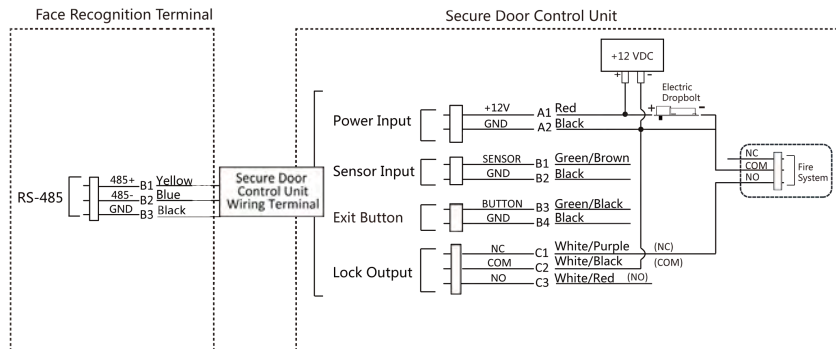 Face Recognition Terminal
Secure Door Control Unit
+12 VDC
+ -
Electric
Dropbolt
+ -
Power Input
+12V A1 Red
GND A2 Black
Sensor Input
SENSOR B1 Green/Brown
GND B2 Black
Exit Button
BUTTON B3 Green/Black
GND B4 Black
Lock Output
NC C1 White/Purple (NC)
COM C2 White/Black (COM)
NO C3 White/Red (NO)
RS-485
485+ B1 Yellow
485- B2 Blue
GND B3 Black
Secure Door
Control Unit
Wiring Terminal
NC
COM
NO
Fire
System